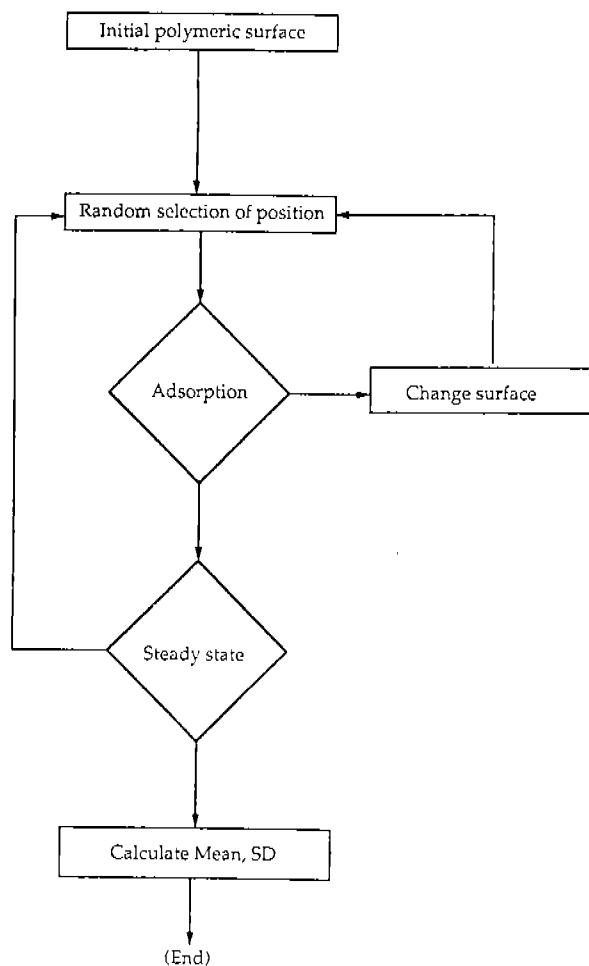 Initial polymeric surface
Random selection of position
Adsorption
Change surface
Steady state
Calculate Mean, SD
(End)